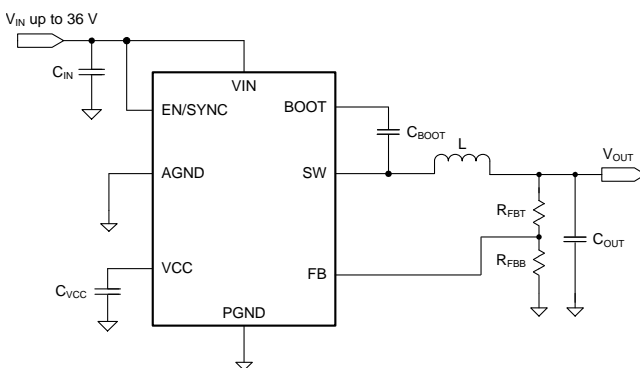 V_IN up to 36 V
C_IN
VIN
EN/SYNC
BOOT
C_BOOT
L
V_OUT
AGND
SW
R_FBT
C_OUT
R_FBB
VCC
C_VCC
FB
PGND